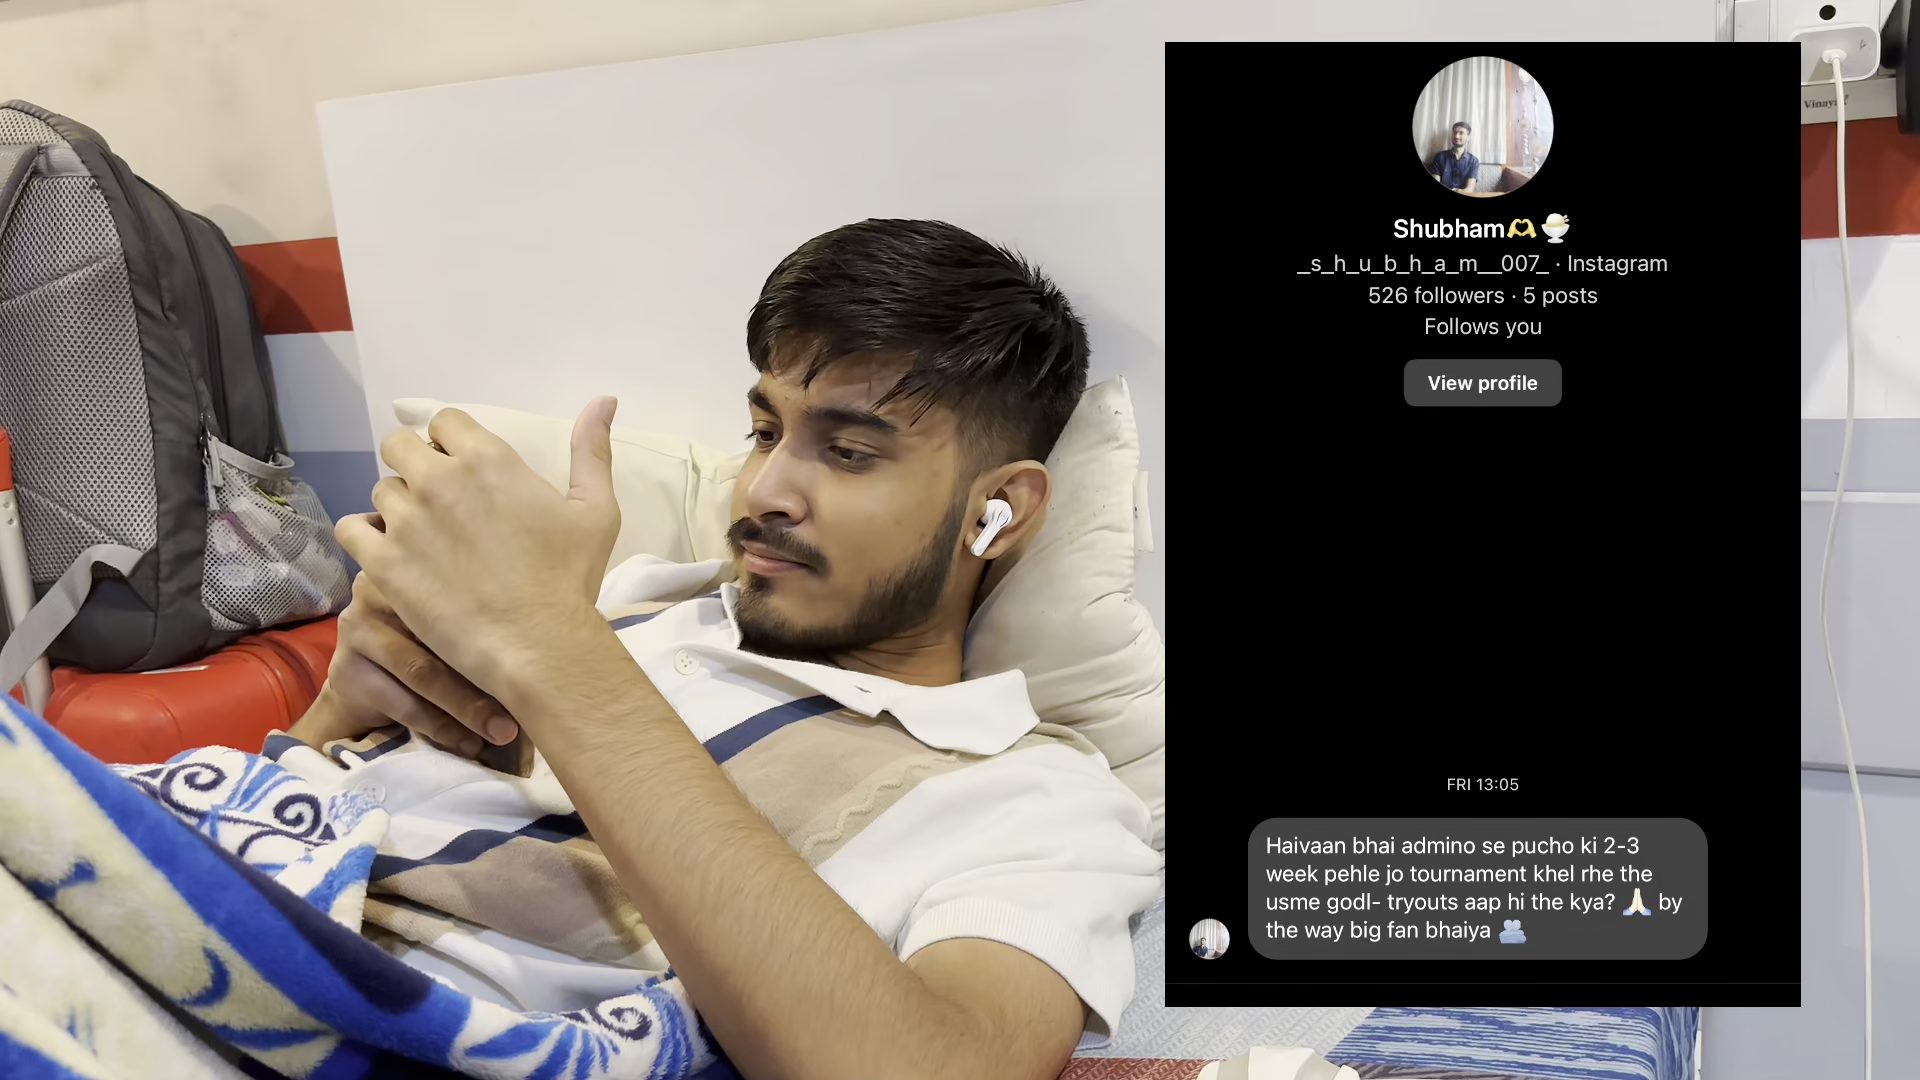 Shubham🫶🍨
_s_h_u_b_h_a_m__007_ · Instagram
526 followers · 5 posts
Follows you
View profile
FRI 13:05
Haivaan bhai admino se pucho ki 2-3
week pehle jo tournament khel rhe the
usme godl- tryouts aap hi the kya? 🙏🏻 by
the way big fan bhaiya 🫂